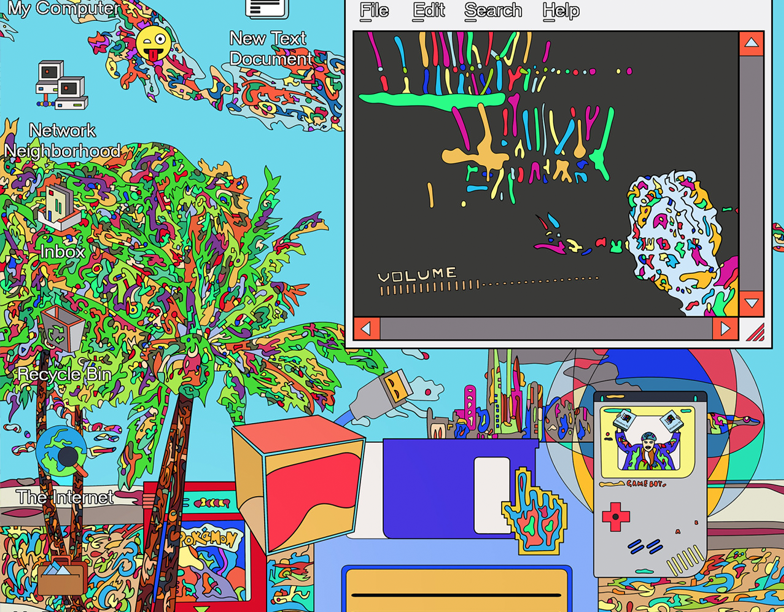 My Computer
New Text
Document
File Edit Search Help
Network
Neighborhood
Inbox
VOLUME
Recycle Bin
The Internet
POKéMON
GAME BOY